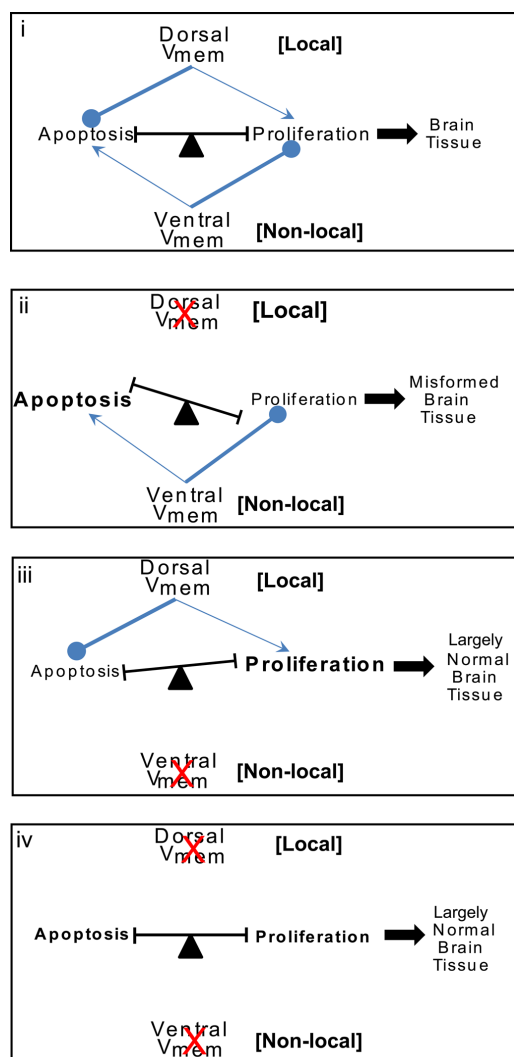 i
Dorsal
Vmem
[Local]
Apoptosis
Proliferation
Brain
Tissue
Ventral
Vmem
[Non-local]
ii
Dorsal
Vmem
[Local]
Apoptosis
Proliferation
Misformed
Brain
Tissue
Ventral
Vmem
[Non-local]
iii
Dorsal
Vmem
[Local]
Apoptosis
Proliferation
Largely
Normal
Brain
Tissue
Ventral
Vmem
[Non-local]
iv
Dorsal
Vmem
[Local]
Apoptosis
Proliferation
Largely
Normal
Brain
Tissue
Ventral
Vmem
[Non-local]